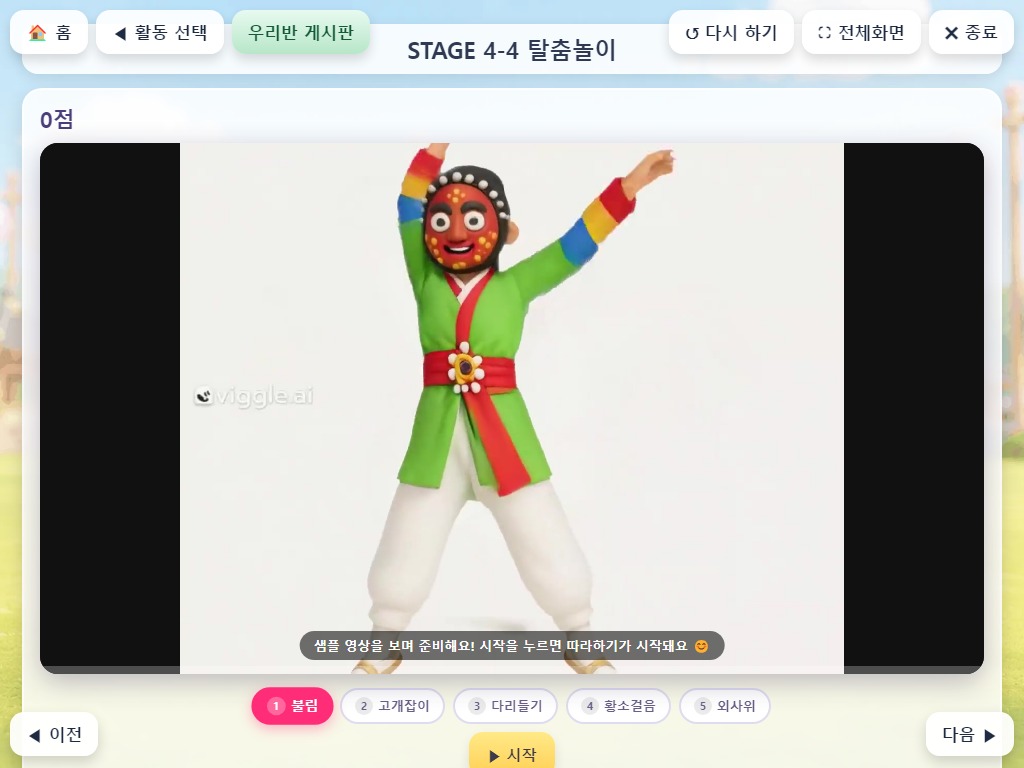 🏠 홈
◀ 활동 선택
우리반 게시판
STAGE 4-4 탈춤놀이
↺ 다시 하기
⛶ 전체화면
✕ 종료
0점
viggle.ai
샘플 영상을 보며 준비해요! 시작을 누르면 따라하기가 시작돼요 😊
1 불림
2 고개잡이
3 다리들기
4 황소걸음
5 외사위
◀ 이전
다음 ▶
▶ 시작